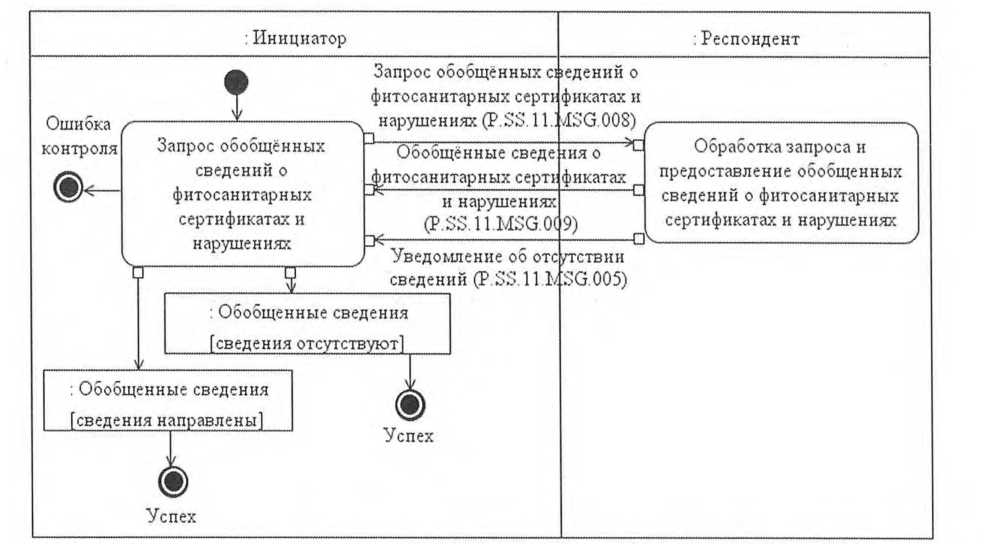 : Инициатор
: Респондент
Запрос обобщённых сведений о
фитосанитарных сертификатах и
нарушениях (P.SS.11.MSG.008)
Ошибка
контроля
Запрос обобщённых
сведений о
фитосанитарных
сертификатах и
нарушениях
Обобщённые сведения о
фитосанитарных сертификатах
и нарушениях
(P.SS.11.MSG.009)
Обработка запроса и
предоставление обобщенных
сведений о фитосанитарных
сертификатах и нарушениях
Уведомление об отсутствии
сведений (P.SS.11.MSG.005)
: Обобщенные сведения
[сведения отсутствуют]
: Обобщенные сведения
[сведения направлены]
Успех
Успех